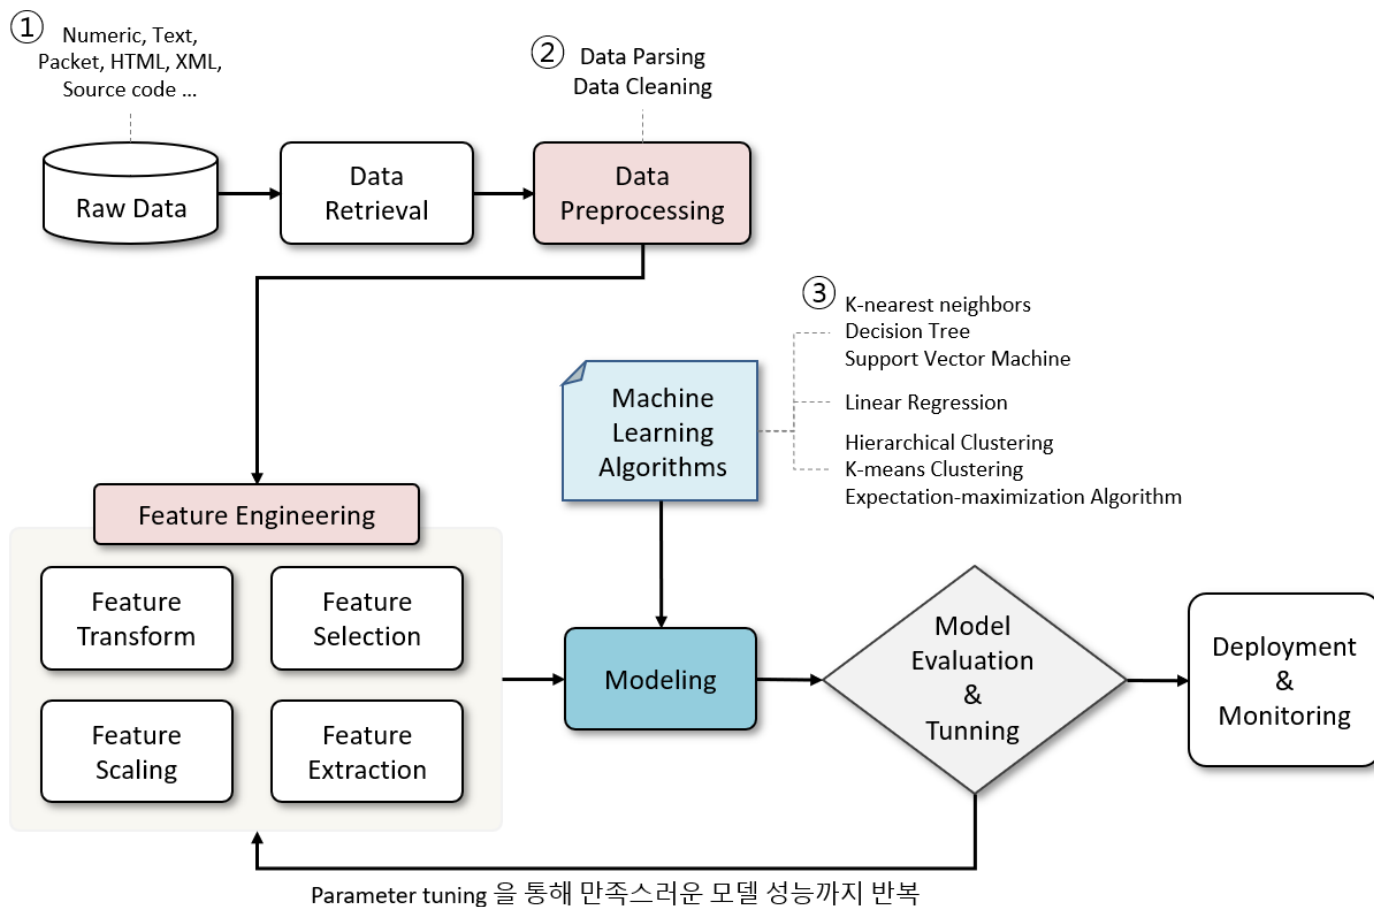 ①
Numeric, Text,
Packet, HTML, XML,
Source code ...
②
Data Parsing
Data Cleaning
Raw Data
Data
Retrieval
Data
Preprocessing
③
K-nearest neighbors
Decision Tree
Support Vector Machine
Linear Regression
Hierarchical Clustering
K-means Clustering
Expectation-maximization Algorithm
Machine
Learning
Algorithms
Feature Engineering
Feature
Transform
Feature
Selection
Feature
Scaling
Feature
Extraction
Modeling
Model
Evaluation
&
Tunning
Deployment
&
Monitoring
Parameter tuning 을 통해 만족스러운 모델 성능까지 반복